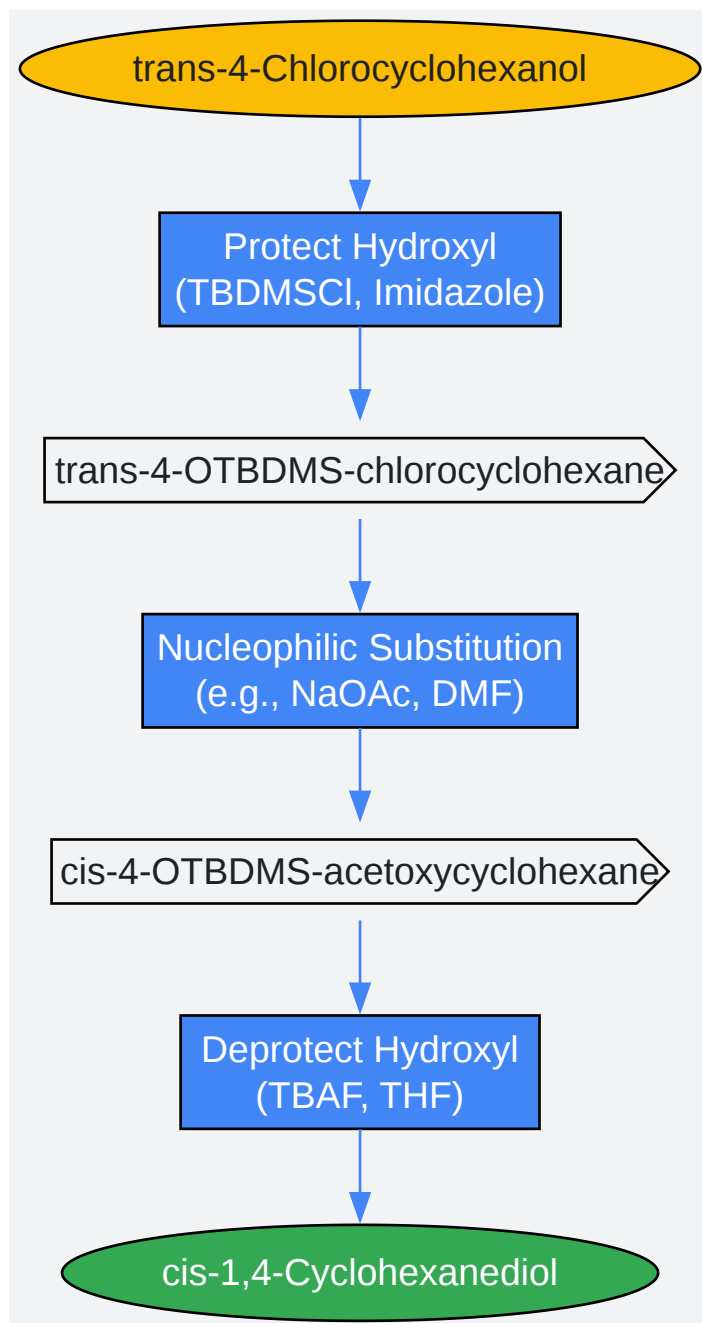 trans-4-Chlorocyclohexanol
Protect Hydroxyl
(TBDMSCl, Imidazole)
trans-4-OTBDMS-chlorocyclohexane
Nucleophilic Substitution
(e.g., NaOAc, DMF)
cis-4-OTBDMS-acetoxycyclohexane
Deprotect Hydroxyl
(TBAF, THF)
cis-1,4-Cyclohexanediol